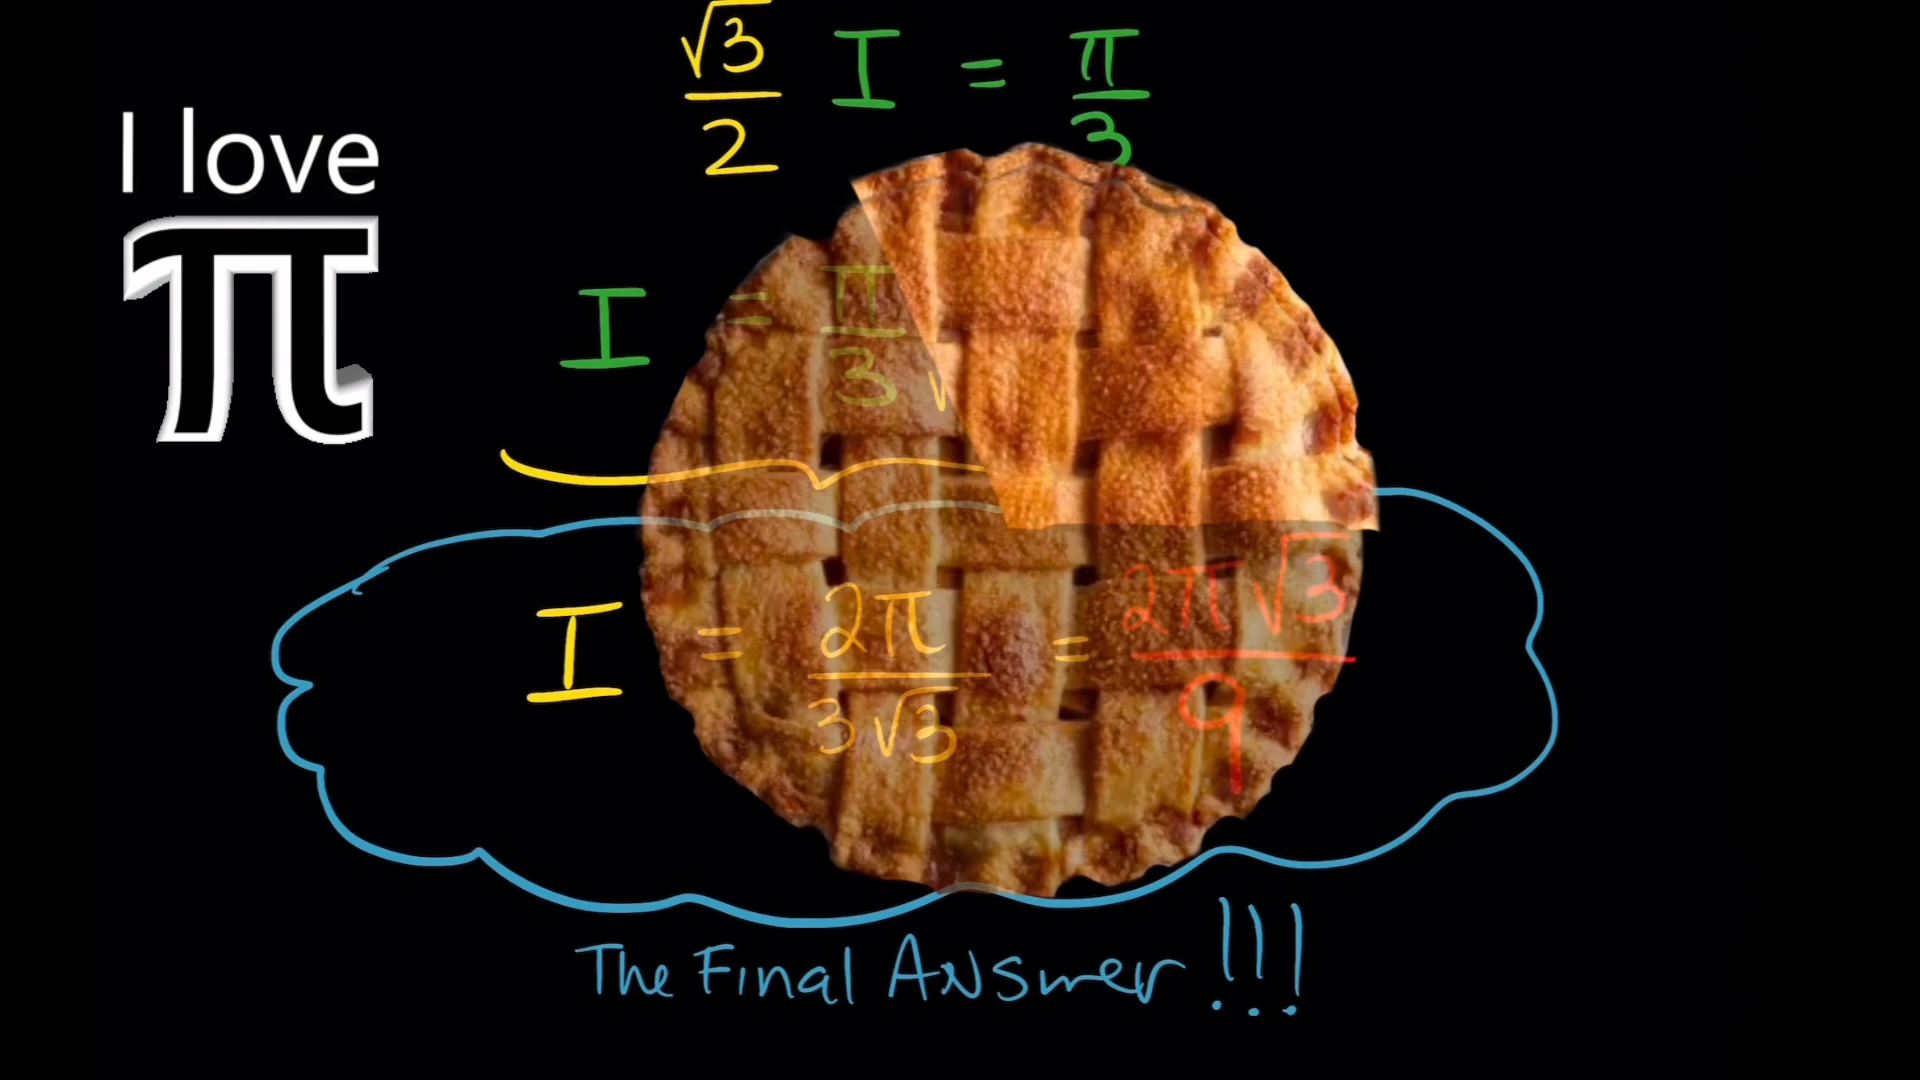 √3/2 I = π/3
I love
π
I = π/3
I = 2π/3√3 = 2π√3/9
The Final Answer !!!